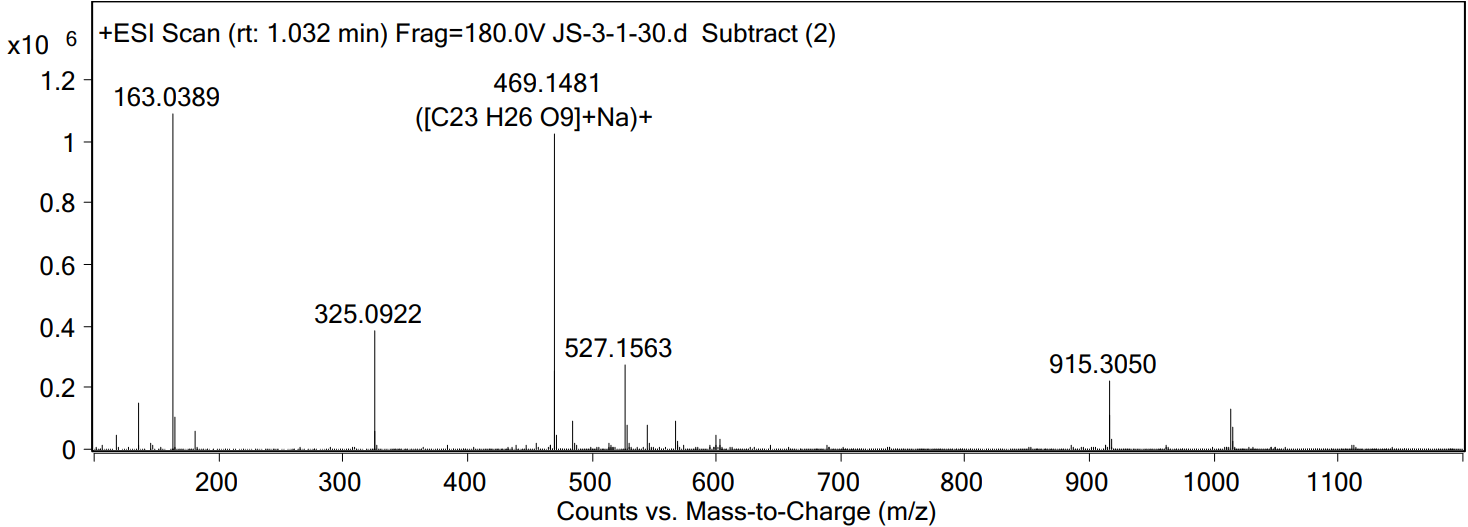 x10 6
+ESI Scan (rt: 1.032 min) Frag=180.0V JS-3-1-30.d Subtract (2)
1.2
469.1481
163.0389
([C23 H26 O9]+Na)+
1
0.8
0.6
325.0922
0.4
527.1563
915.3050
0.2
0
200 300 400 500 600 700 800 900 1000 1100
Counts vs. Mass-to-Charge (m/z)